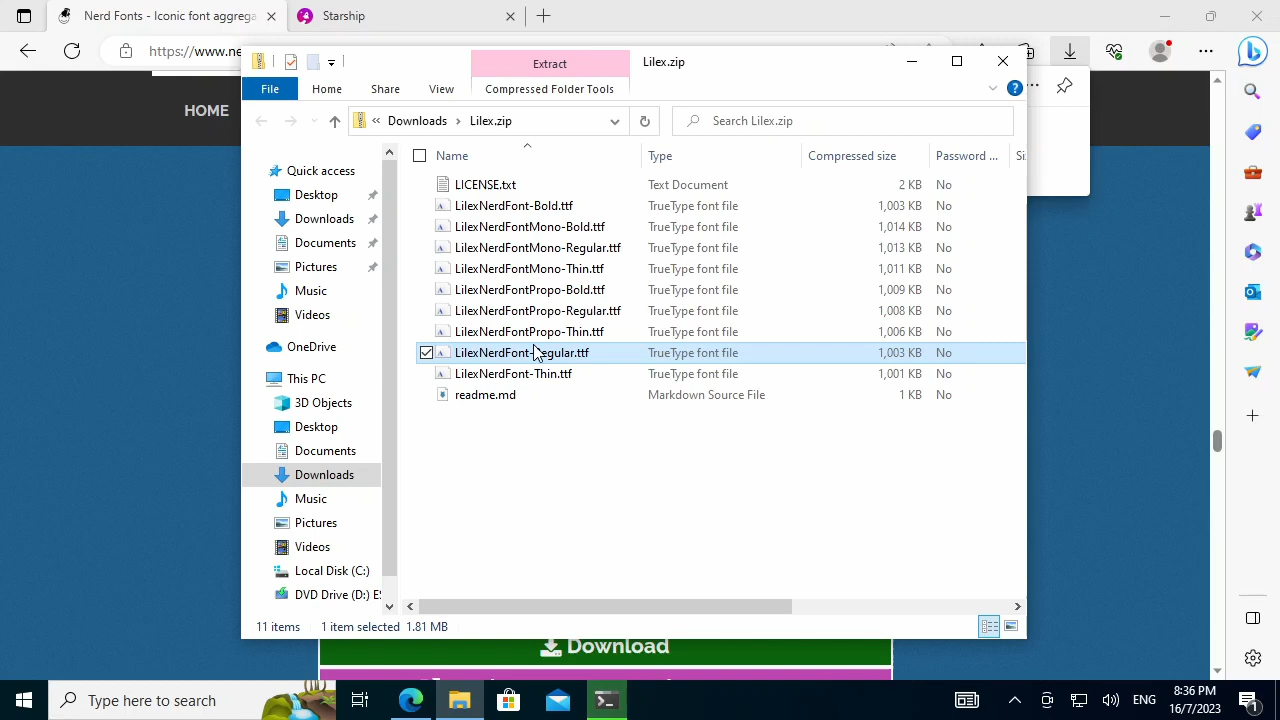 Nerd Fonts - Iconic font aggrega
Starship
https://www.ne
HOME
Extract
Lilex.zip
File
Home
Share
View
Compressed Folder Tools
Downloads
Lilex.zip
Search Lilex.zip
Name
Type
Compressed size
Password ...
Si
Quick access
Desktop
Downloads
Documents
Pictures
Music
Videos
OneDrive
This PC
3D Objects
Desktop
Documents
Downloads
Music
Pictures
Videos
Local Disk (C:)
DVD Drive (D:) E
LICENSE.txt Text Document 2 KB No
LilexNerdFont-Bold.ttf TrueType font file 1,003 KB No
LilexNerdFontMono-Bold.ttf TrueType font file 1,014 KB No
LilexNerdFontMono-Regular.ttf TrueType font file 1,013 KB No
LilexNerdFontMono-Thin.ttf TrueType font file 1,011 KB No
LilexNerdFontPropo-Bold.ttf TrueType font file 1,009 KB No
LilexNerdFontPropo-Regular.ttf TrueType font file 1,008 KB No
LilexNerdFontPropo-Thin.ttf TrueType font file 1,006 KB No
LilexNerdFont-Regular.ttf TrueType font file 1,003 KB No
LilexNerdFont-Thin.ttf TrueType font file 1,001 KB No
readme.md Markdown Source File 1 KB No
11 items
1 item selected 1.81 MB
Download
Type here to search
ENG
8:36 PM
16/7/2023
1